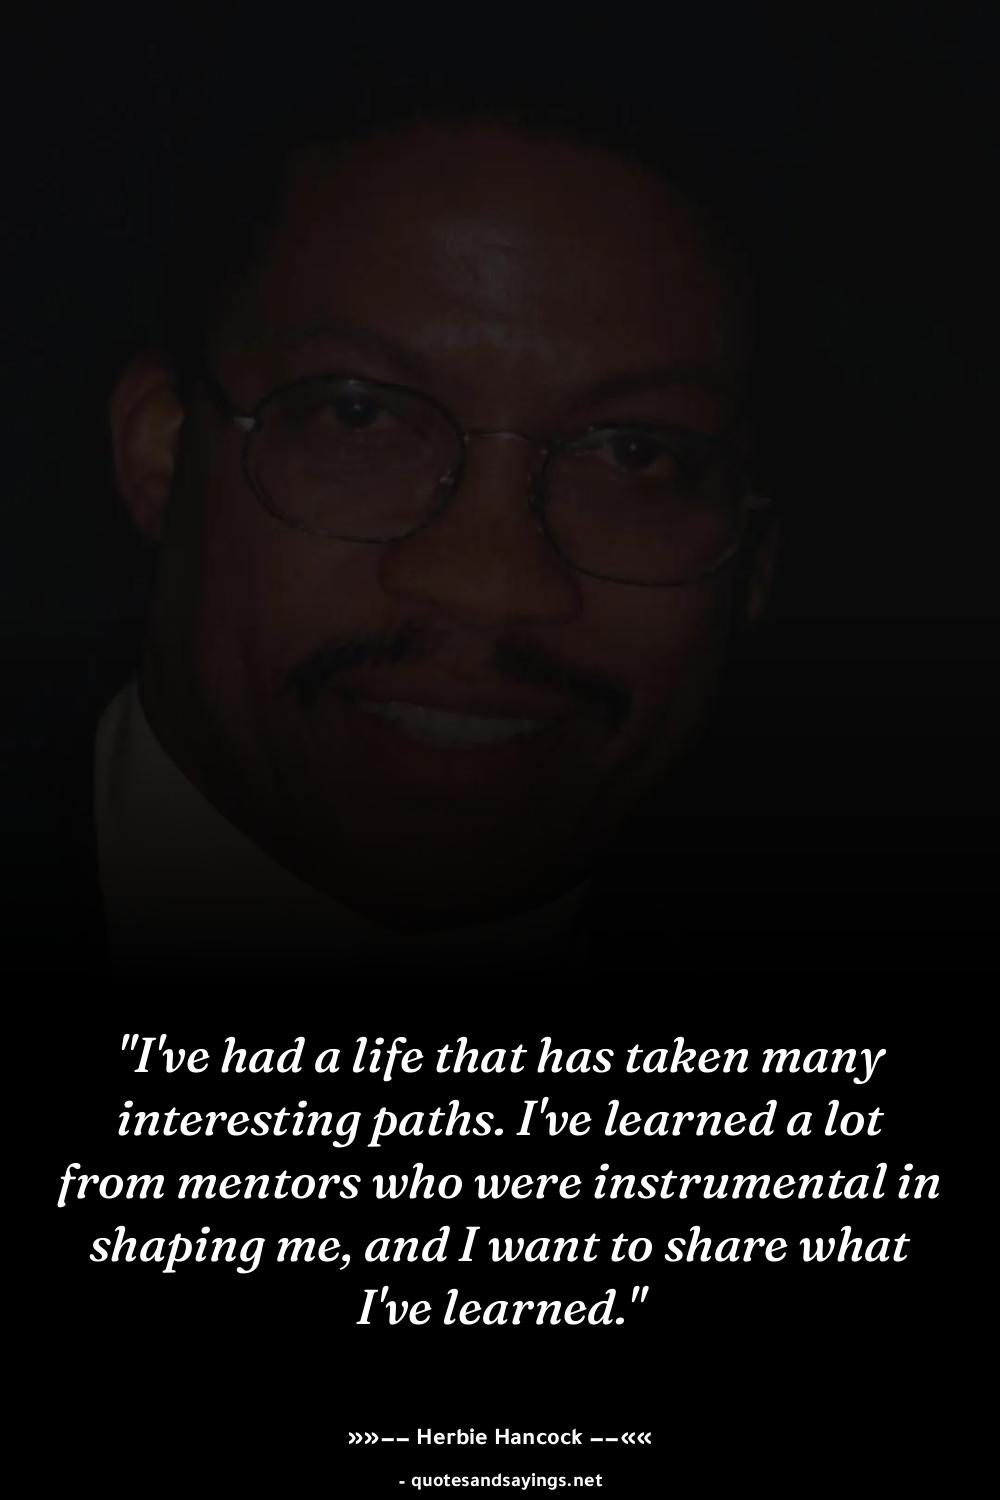 "I've had a life that has taken many
interesting paths. I've learned a lot
from mentors who were instrumental in
shaping me, and I want to share what
I've learned."
»»–– Herbie Hancock ––««
- quotesandsayings.net